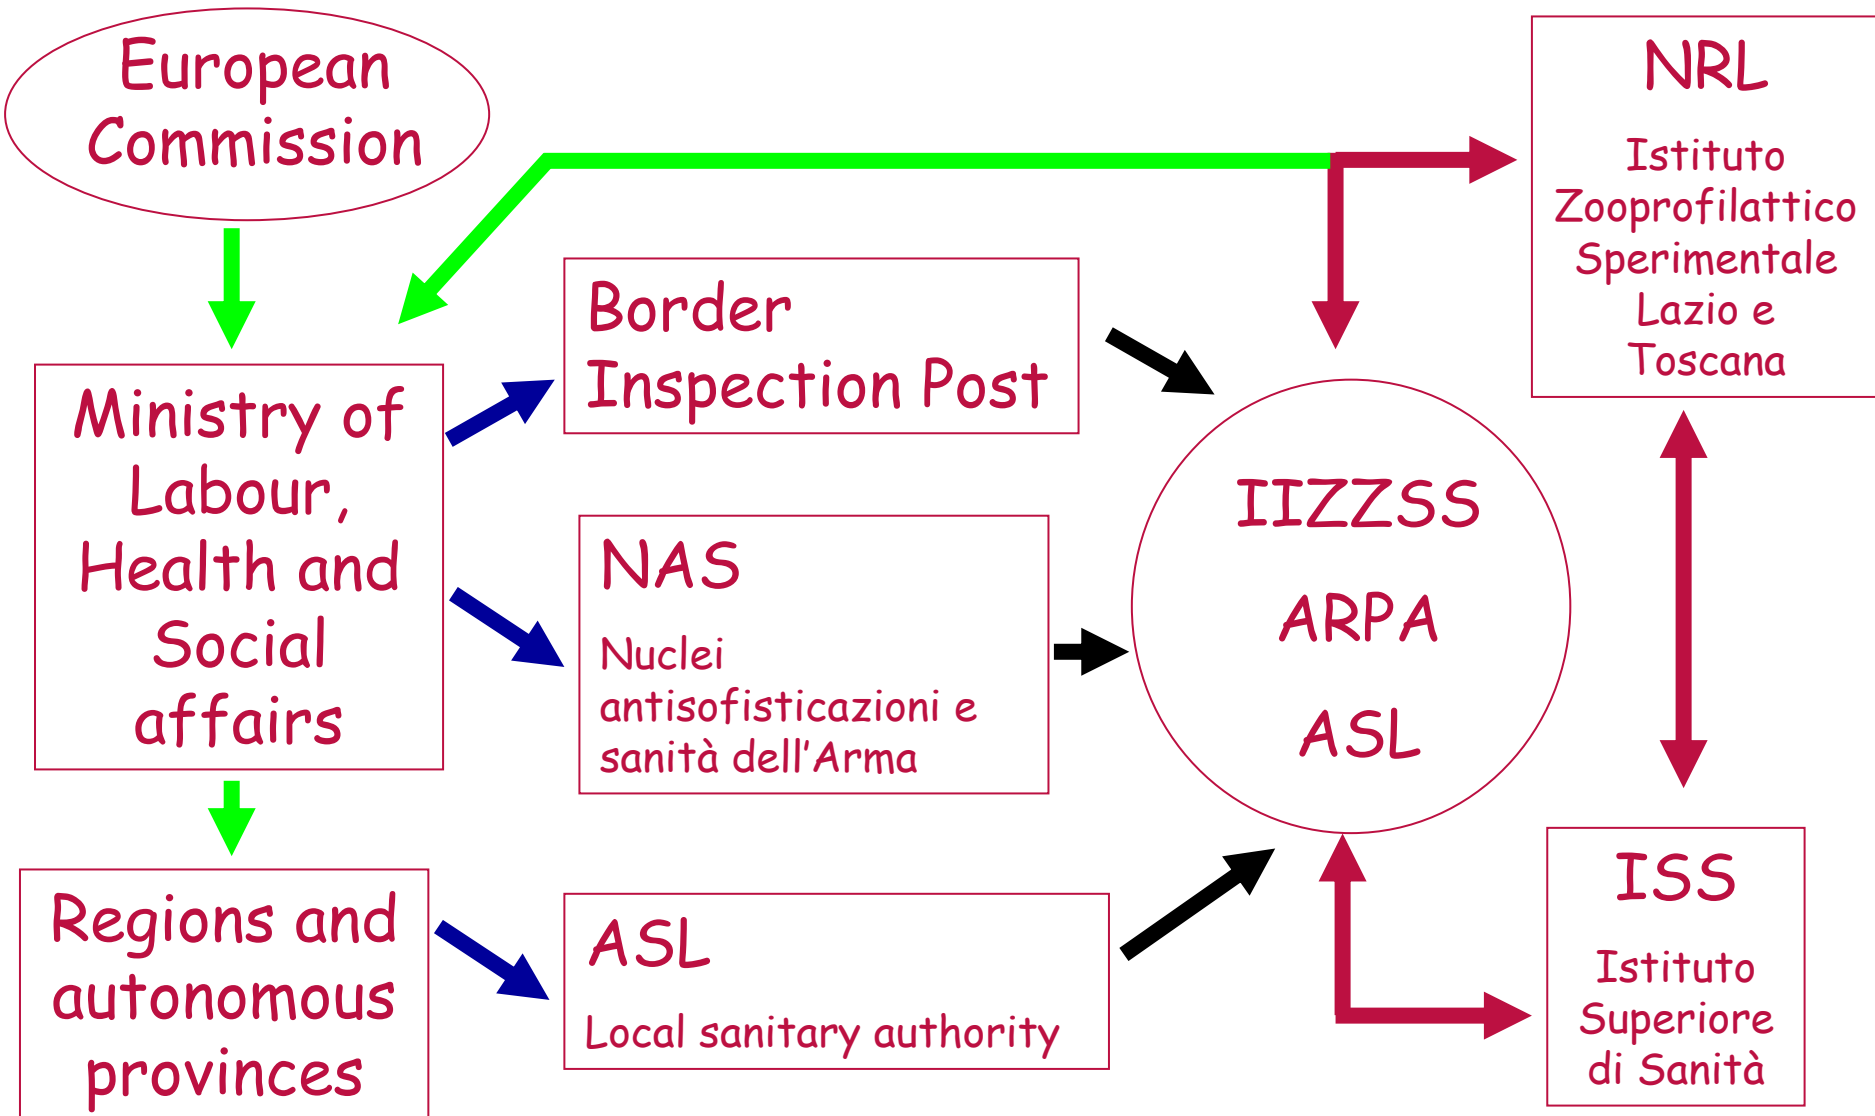 European
Commission
Ministry of
Labour,
Health and
Social
affairs
Regions and
autonomous
provinces
Border
Inspection Post
NAS
Nuclei
antisofisticazioni e
sanità dell'Arma
ASL
Local sanitary authority
IIZZSS
ARPA
ASL
NRL
Istituto
Zooprofilattico
Sperimentale
Lazio e
Toscana
ISS
Istituto
Superiore
di Sanità